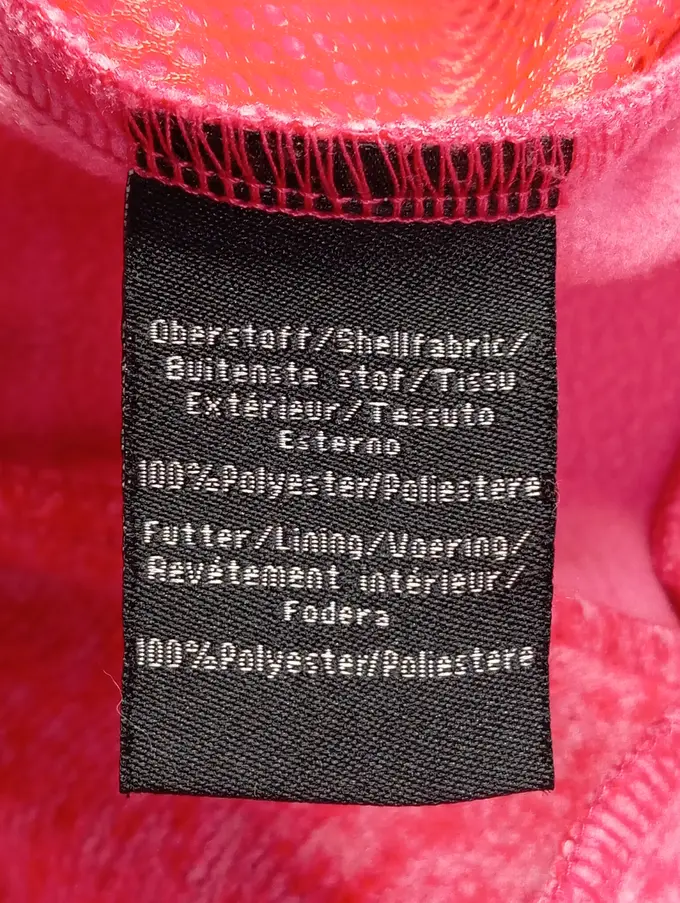 Oberstoff/Shellfabric/
Buitenste stof/Tissu
Extérieur/Tessuto
Esterno
100%Polyester/Poliestere
Futter/Lining/Voering/
Revêtement intérieur/
Fodera
100%Polyester/Poliestere